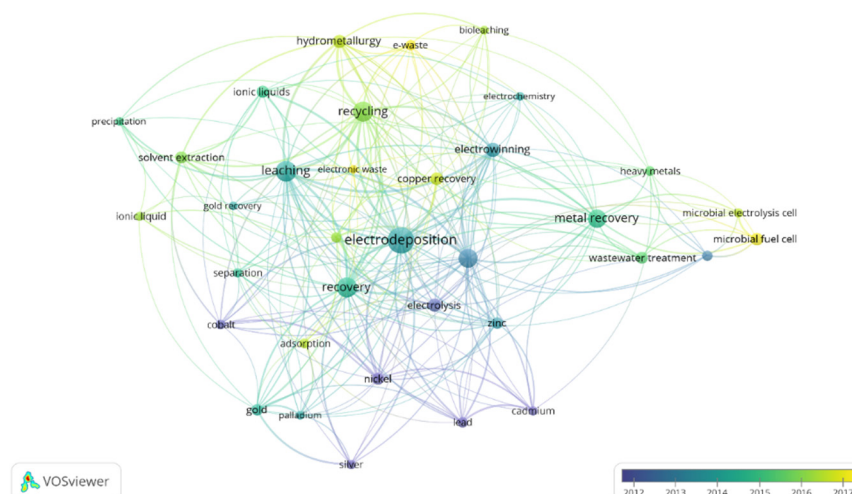 bioleaching
hydrometallurgy
e-waste
ionic liquids
electrochemistry
recycling
precipitation
electrowinning
solvent extraction
leaching
electronic waste
heavy metals
copper recovery
gold recovery
ionic liquid
metal recovery
microbial electrolysis cell
electrodeposition
microbial fuel cell
wastewater treatment
separation
recovery
electrolysis
cobalt
zinc
adsorption
nickel
gold
palladium
lead
cadmium
silver
VOSviewer
2012 2013 2014 2015 2016 2017